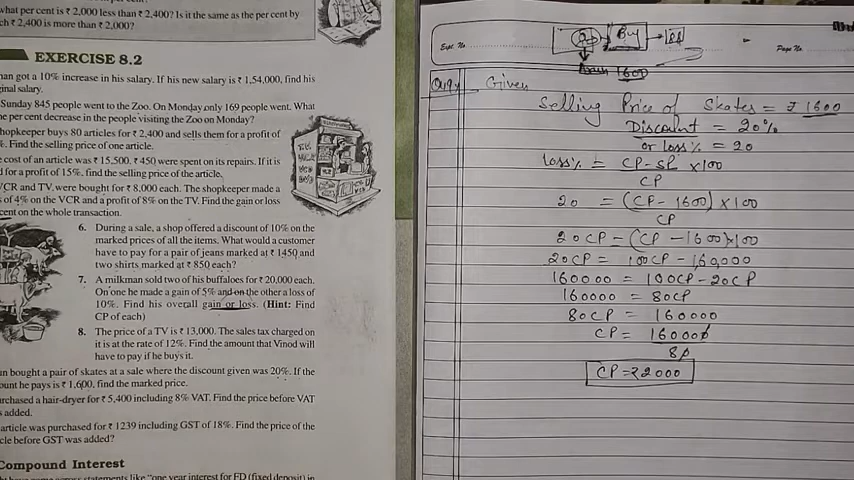 what per cent is ₹ 2,000 less than ₹ 2,400? Is it the same as the per cent by
ch ₹ 2,400 is more than ₹ 2,000?
EXERCISE 8.2
an got a 10% increase in his salary. If his new salary is ₹ 1,54,000, find his
ginal salary.
Sunday 845 people went to the Zoo. On Monday only 169 people went. What
e per cent decrease in the people visiting the Zoo on Monday?
hopkeeper buys 80 articles for ₹ 2,400 and sells them for a profit of
. Find the selling price of one article.
cost of an article was ₹ 15,500. ₹ 450 were spent on its repairs. If it is
d for a profit of 15%, find the selling price of the article.
VCR and TV were bought for ₹ 8,000 each. The shopkeeper made a
s of 4% on the VCR and a profit of 8% on the TV. Find the gain or loss
cent on the whole transaction.
6. During a sale, a shop offered a discount of 10% on the
marked prices of all the items. What would a customer
have to pay for a pair of jeans marked at ₹ 1450 and
two shirts marked at ₹ 850 each?
7. A milkman sold two of his buffaloes for ₹ 20,000 each.
On one he made a gain of 5% and on the other a loss of
10%. Find his overall gain or loss. (Hint: Find
CP of each)
8. The price of a TV is ₹ 13,000. The sales tax charged on
it is at the rate of 12%. Find the amount that Vinod will
have to pay if he buys it.
n bought a pair of skates at a sale where the discount given was 20%. If the
ount he pays is ₹ 1,600, find the marked price.
rchased a hair-dryer for ₹ 5,400 including 8% VAT. Find the price before VAT
added.
article was purchased for ₹ 1239 including GST of 18%. Find the price of the
cle before GST was added?
Compound Interest
Expt. No.
Buy
Page No.
1600
Given
Selling Price of Skates = ₹ 1600
Discount = 20%
or loss% = 20
loss% = CP-SP × 100
CP
20 = (CP - 1600) × 100
CP
20CP = (CP - 1600)×100
20CP = 100CP - 160000
160000 = 100CP - 20CP
160000 = 80CP
80CP = 160000
CP = 160000
80
CP = ₹2000